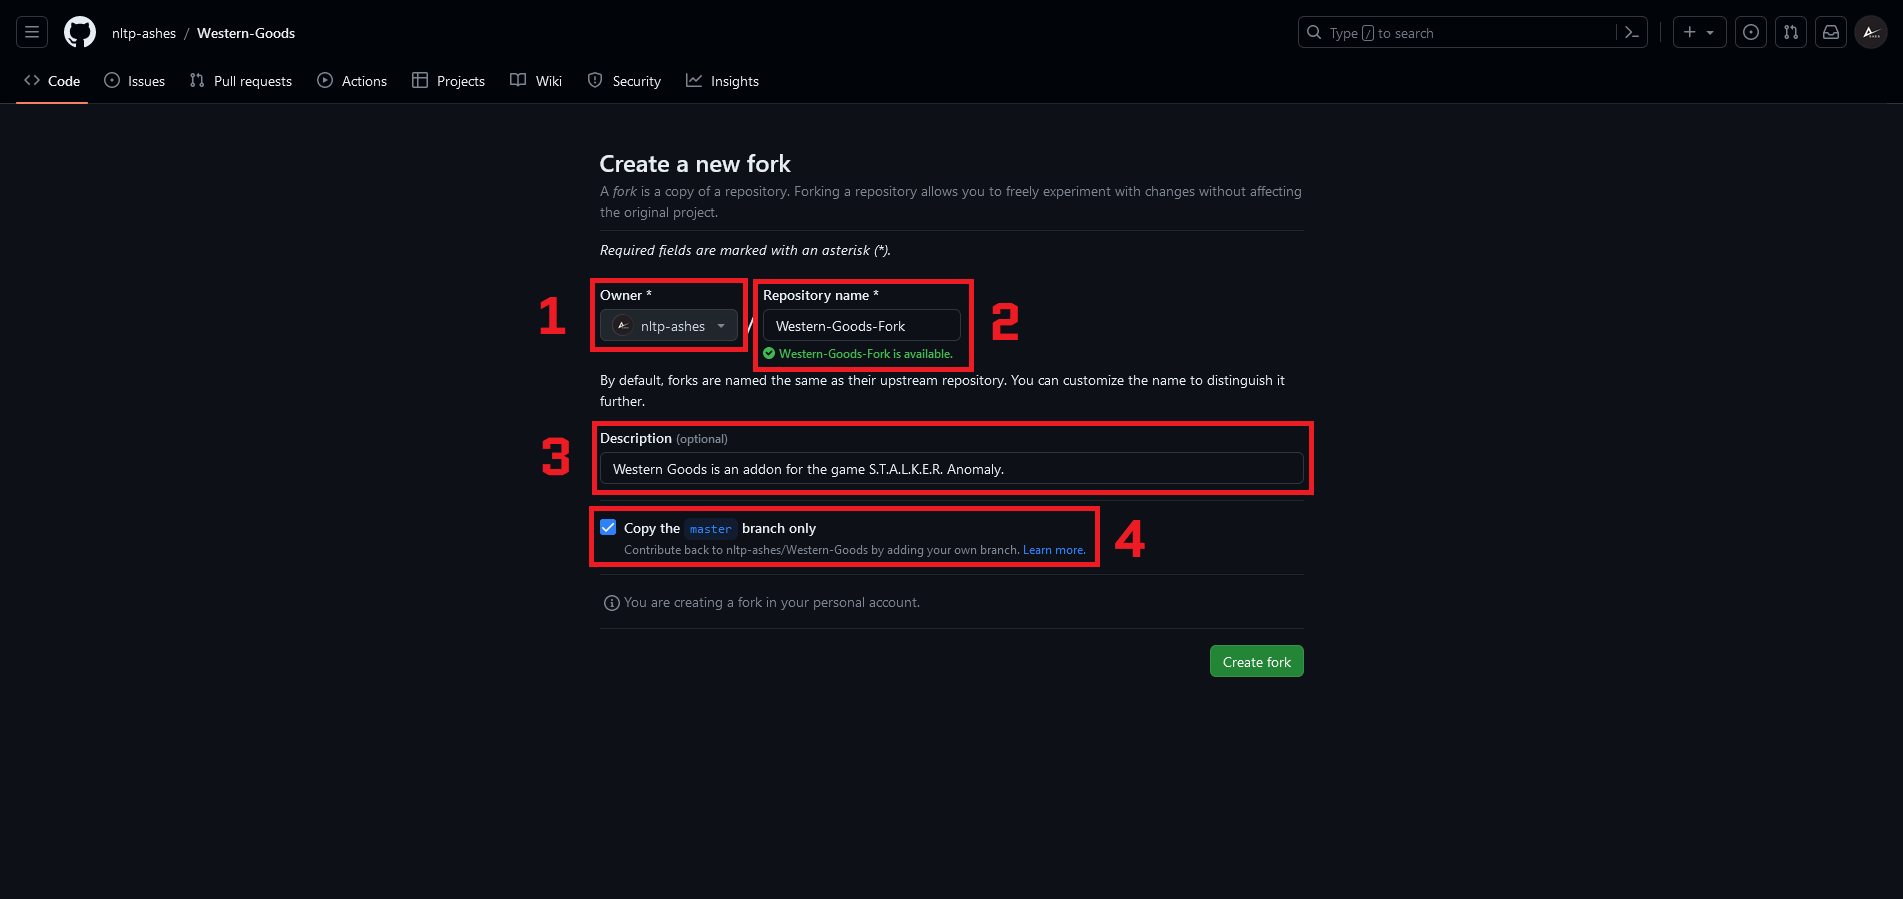 nltp-ashes / Western-Goods
Type / to search
Code Issues Pull requests Actions Projects Wiki Security Insights
Create a new fork
A fork is a copy of a repository. Forking a repository allows you to freely experiment with changes without affecting
the original project.
Required fields are marked with an asterisk (*).
1
Owner *
nltp-ashes
/
Repository name *
Western-Goods-Fork
Western-Goods-Fork is available.
2
By default, forks are named the same as their upstream repository. You can customize the name to distinguish it
further.
3
Description (optional)
Western Goods is an addon for the game S.T.A.L.K.E.R. Anomaly.
Copy the master branch only
Contribute back to nltp-ashes/Western-Goods by adding your own branch. Learn more.
4
You are creating a fork in your personal account.
Create fork